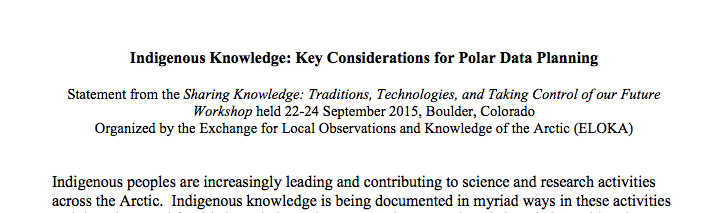 Indigenous Knowledge: Key Considerations for Polar Data Planning
Statement from the Sharing Knowledge: Traditions, Technologies, and Taking Control of our Future
Workshop held 22-24 September 2015, Boulder, Colorado
Organized by the Exchange for Local Observations and Knowledge of the Arctic (ELOKA)
Indigenous peoples are increasingly leading and contributing to science and research activities
across the Arctic.  Indigenous knowledge is being documented in myriad ways in these activities